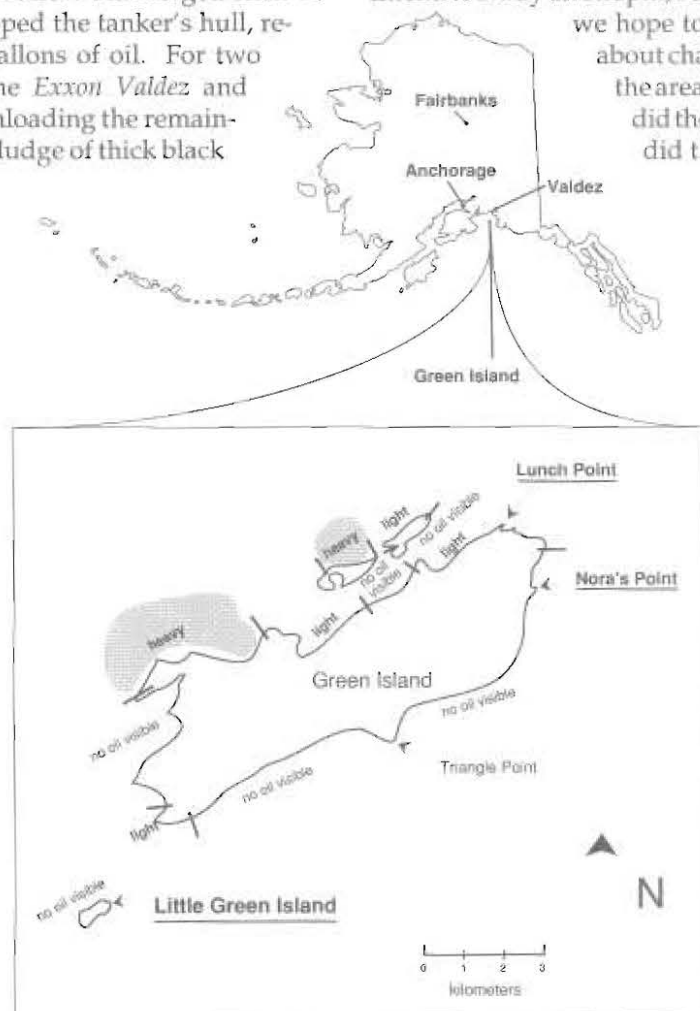 ped the tanker's hull, re-
allons of oil. For two
ne Exxon Valdez and
nloading the remain-
ludge of thick black
we hope to
about cha
the area
did the
did t
Fairbanks
Anchorage
Valdez
Green Island
Lunch Point
light
no oil visible
heavy
no oil
visible
light
Nora's Point
light
heavy
Green Island
no oil visible
no oil visible
Triangle Point
no oil visible
light
no oil visible
Little Green Island
N
0 1 2 3
kilometers